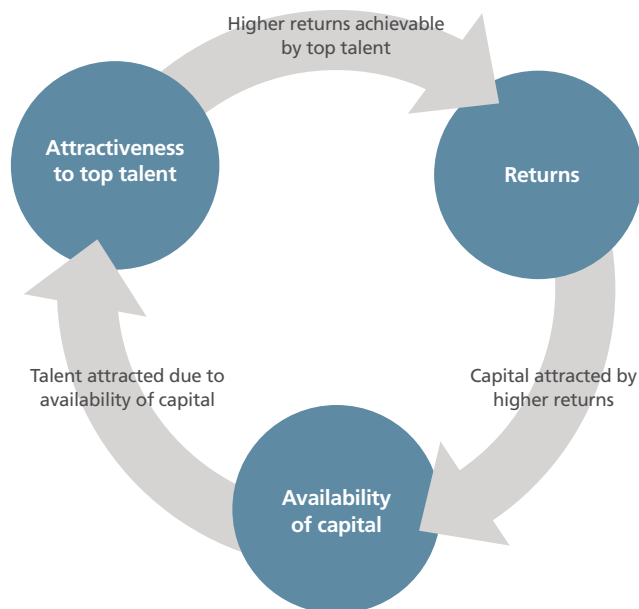 Higher returns achievable
by top talent
Attractiveness
to top talent
Returns
Talent attracted due to
availability of capital
Capital attracted by
higher returns
Availability
of capital